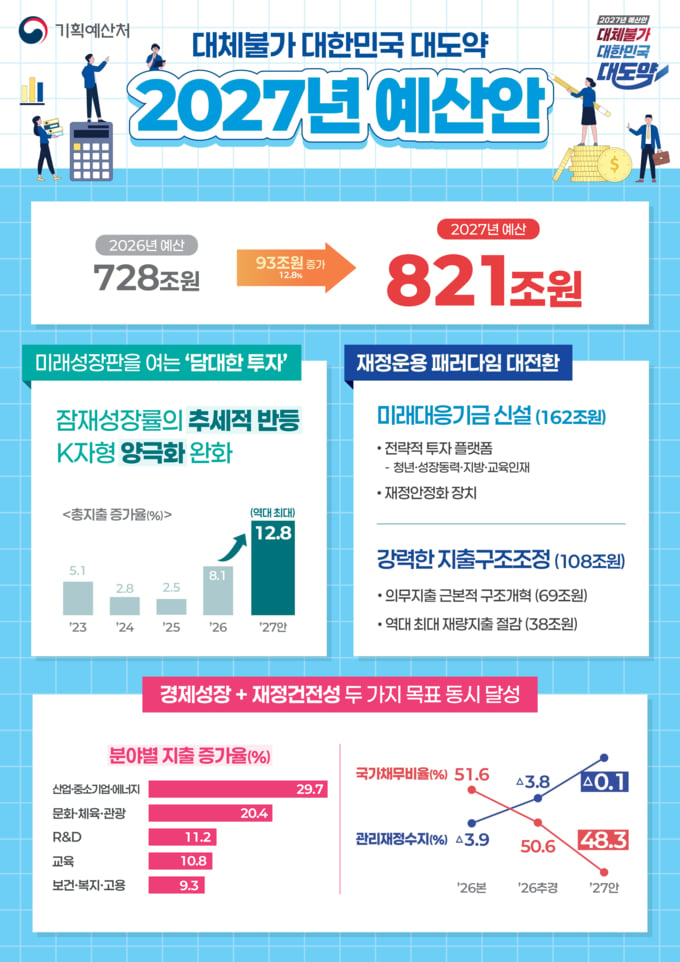 기획예산처
대체불가 대한민국 대도약
2027년 예산안
2027년 예산안
대체불가
대한민국
대도약
2026년 예산
728조원
93조원 증가
12.8%
2027년 예산
821조원
미래성장판을 여는 ‘담대한 투자’
잠재성장률의 추세적 반등
K자형 양극화 완화
<총지출 증가율(%)>
(역대 최대)
5.1
2.8
2.5
8.1
12.8
’23
’24
’25
’26
’27안
재정운용 패러다임 대전환
미래대응기금 신설 (162조원)
• 전략적 투자 플랫폼
- 청년·성장동력·지방·교육인재
• 재정안정화 장치
강력한 지출구조조정 (108조원)
• 의무지출 근본적 구조개혁 (69조원)
• 역대 최대 재량지출 절감 (38조원)
경제성장 + 재정건전성 두 가지 목표 동시 달성
분야별 지출 증가율(%)
산업·중소기업·에너지 29.7
문화·체육·관광 20.4
R&D 11.2
교육 10.8
보건·복지·고용 9.3
국가채무비율(%) 51.6
△3.8
△0.1
관리재정수지(%) △3.9
50.6
48.3
’26본
’26추경
’27안